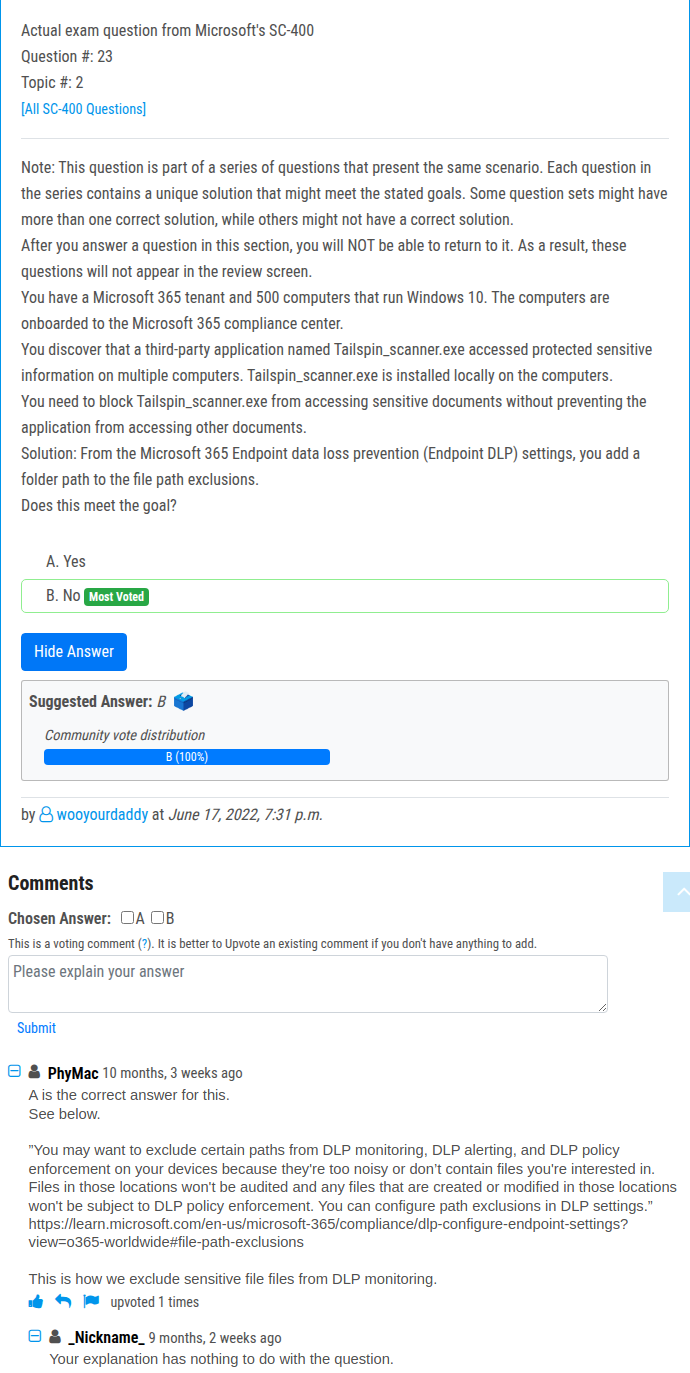 Actual exam question from Microsoft's SC-400
Question #: 23
Topic #: 2
[All SC-400 Questions]
Note: This question is part of a series of questions that present the same scenario. Each question in
the series contains a unique solution that might meet the stated goals. Some question sets might have
more than one correct solution, while others might not have a correct solution.
After you answer a question in this section, you will NOT be able to return to it. As a result, these
questions will not appear in the review screen.
You have a Microsoft 365 tenant and 500 computers that run Windows 10. The computers are
onboarded to the Microsoft 365 compliance center.
You discover that a third-party application named Tailspin_scanner.exe accessed protected sensitive
information on multiple computers. Tailspin_scanner.exe is installed locally on the computers.
You need to block Tailspin_scanner.exe from accessing sensitive documents without preventing the
application from accessing other documents.
Solution: From the Microsoft 365 Endpoint data loss prevention (Endpoint DLP) settings, you add a
folder path to the file path exclusions.
Does this meet the goal?
A. Yes
B. No Most Voted
Hide Answer
Suggested Answer: B
Community vote distribution
B (100%)
by wooyourdaddy at June 17, 2022, 7:31 p.m.
Comments
Chosen Answer: A B
This is a voting comment (?). It is better to Upvote an existing comment if you don't have anything to add.
Please explain your answer
Submit
PhyMac 10 months, 3 weeks ago
A is the correct answer for this.
See below.
"You may want to exclude certain paths from DLP monitoring, DLP alerting, and DLP policy
enforcement on your devices because they're too noisy or don't contain files you're interested in.
Files in those locations won't be audited and any files that are created or modified in those locations
won't be subject to DLP policy enforcement. You can configure path exclusions in DLP settings."
https://learn.microsoft.com/en-us/microsoft-365/compliance/dlp-configure-endpoint-settings?
view=o365-worldwide#file-path-exclusions
This is how we exclude sensitive file files from DLP monitoring.
upvoted 1 times
_Nickname_ 9 months, 2 weeks ago
Your explanation has nothing to do with the question.